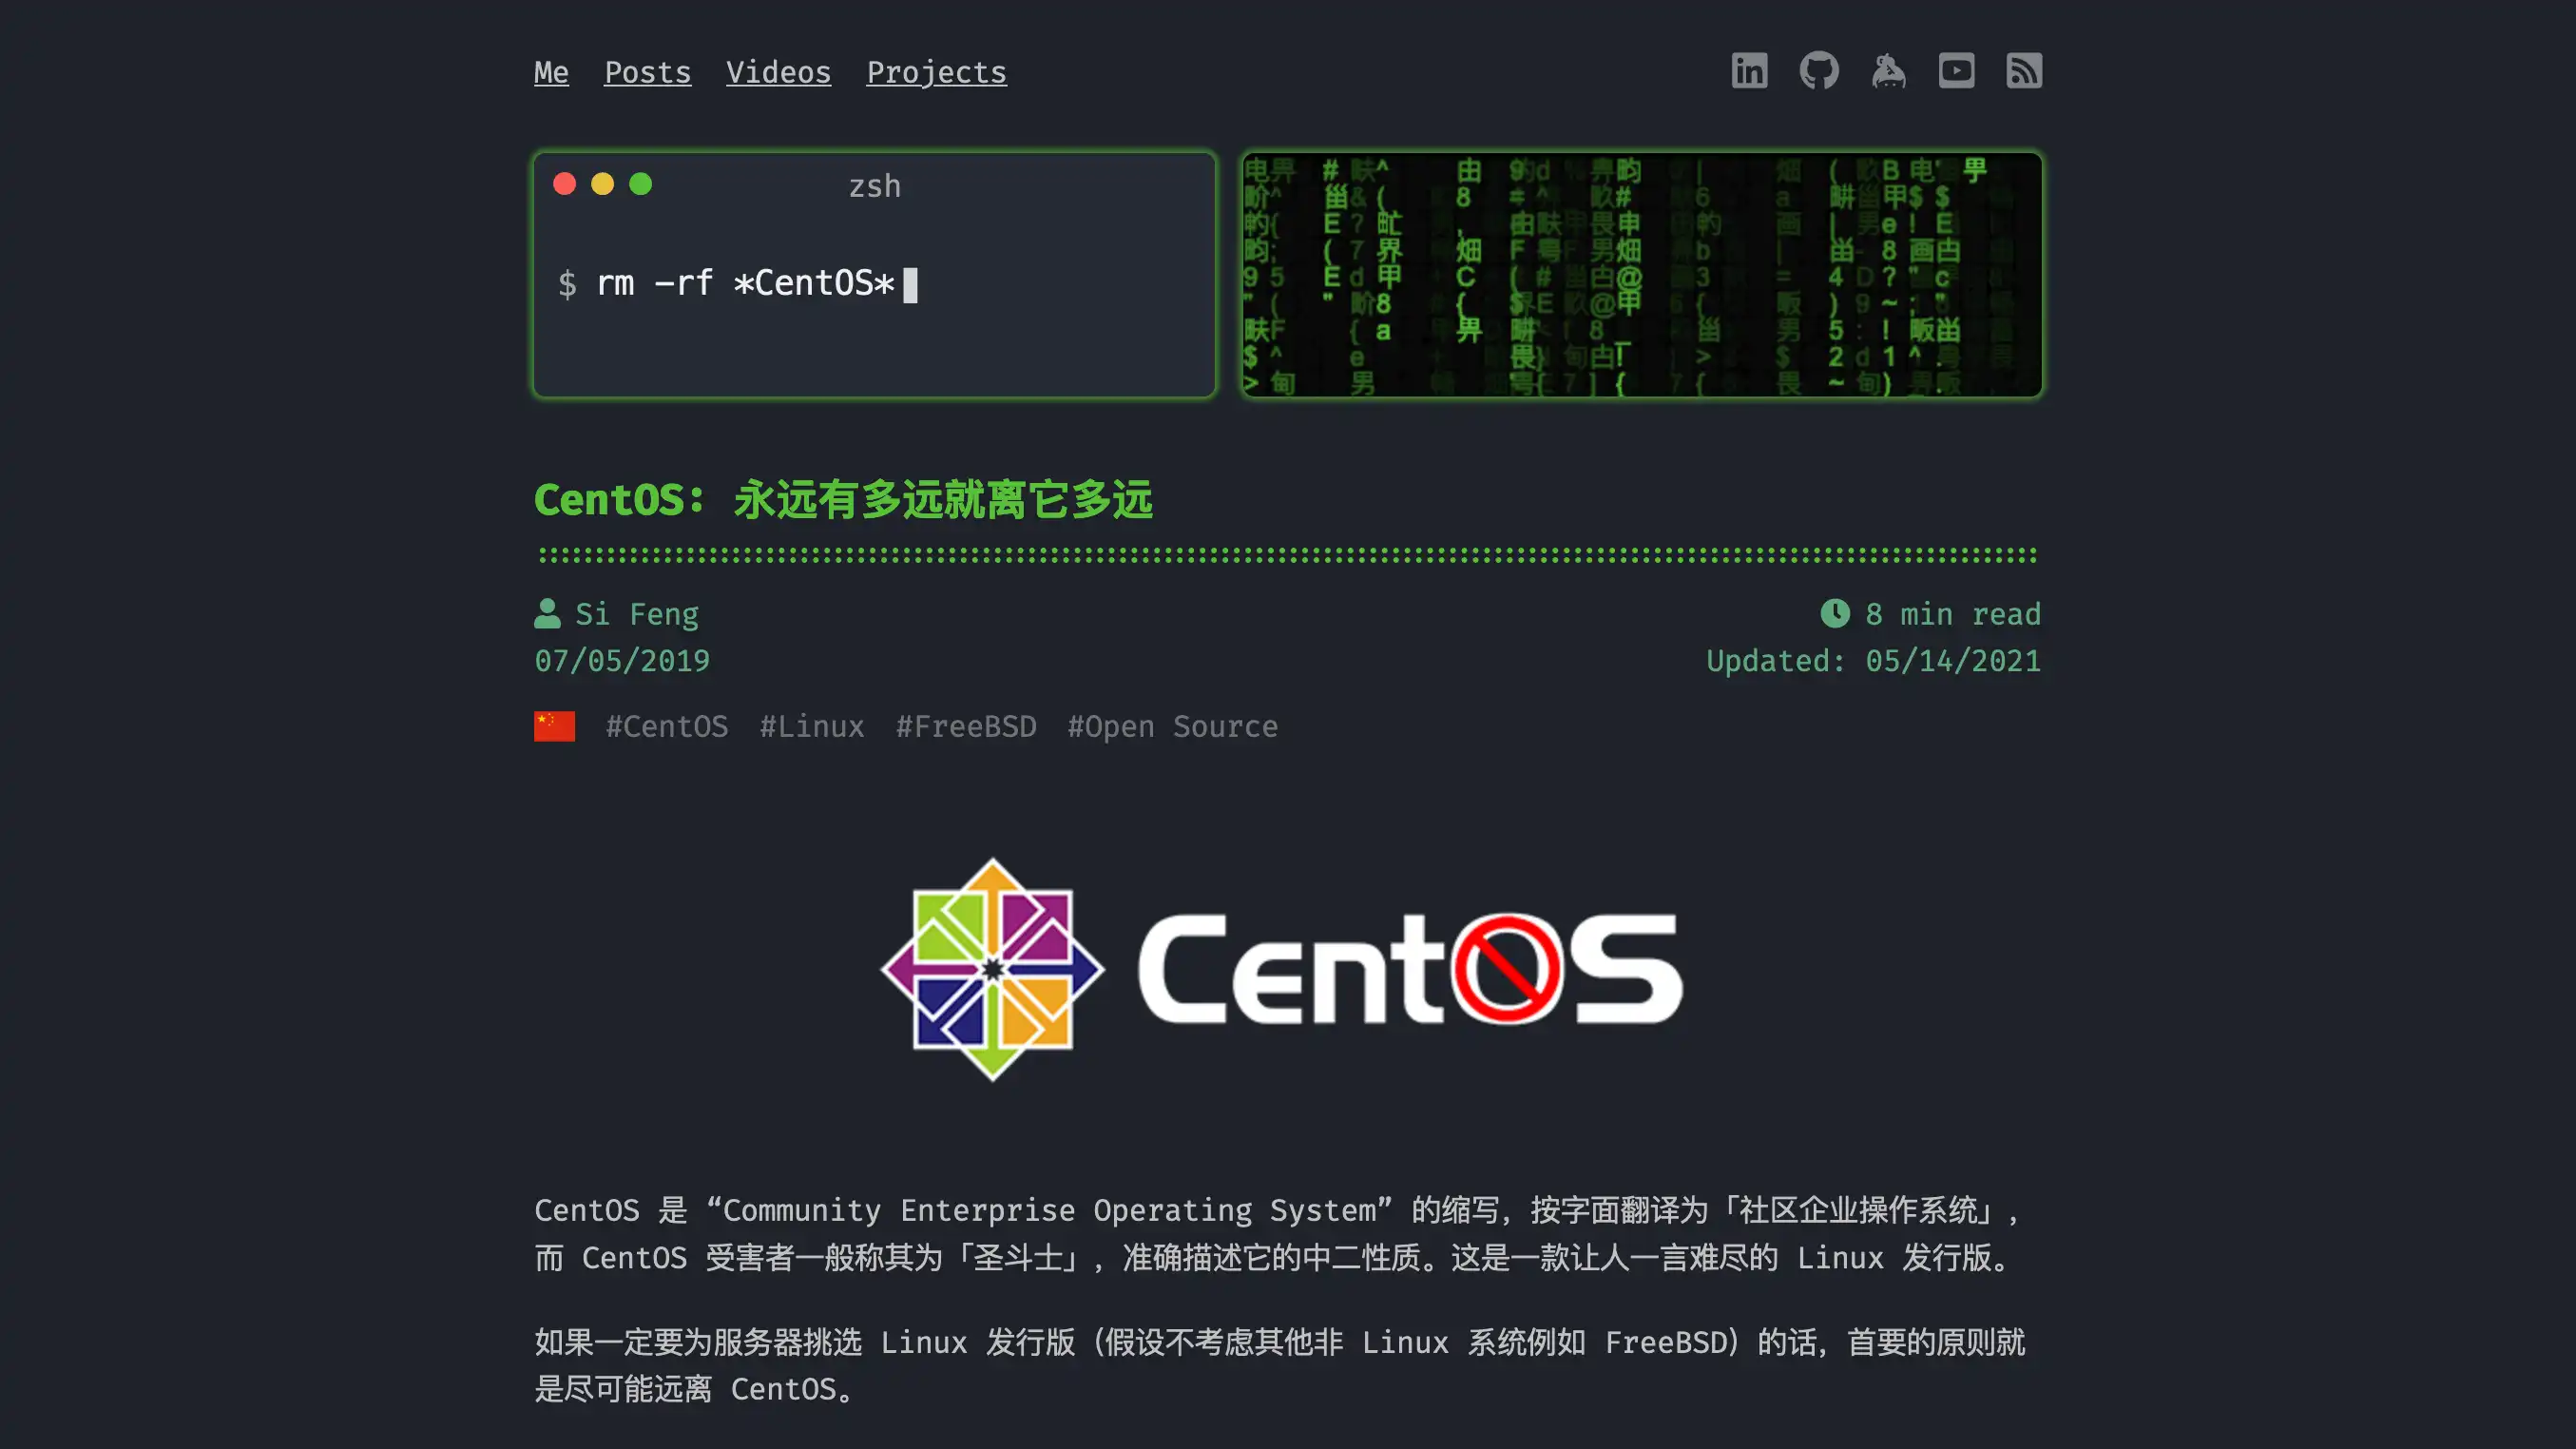 Me Posts Videos Projects
zsh
$ rm -rf *CentOS*
CentOS: 永远有多远就离它多远
Si Feng
8 min read
07/05/2019
Updated: 05/14/2021
#CentOS #Linux #FreeBSD #Open Source
CentOS
CentOS 是 “Community Enterprise Operating System” 的缩写，按字面翻译为「社区企业操作系统」，
而 CentOS 受害者一般称其为「圣斗士」，准确描述它的中二性质。这是一款让人一言难尽的 Linux 发行版。
如果一定要为服务器挑选 Linux 发行版（假设不考虑其他非 Linux 系统例如 FreeBSD）的话，首要的原则就
是尽可能远离 CentOS。